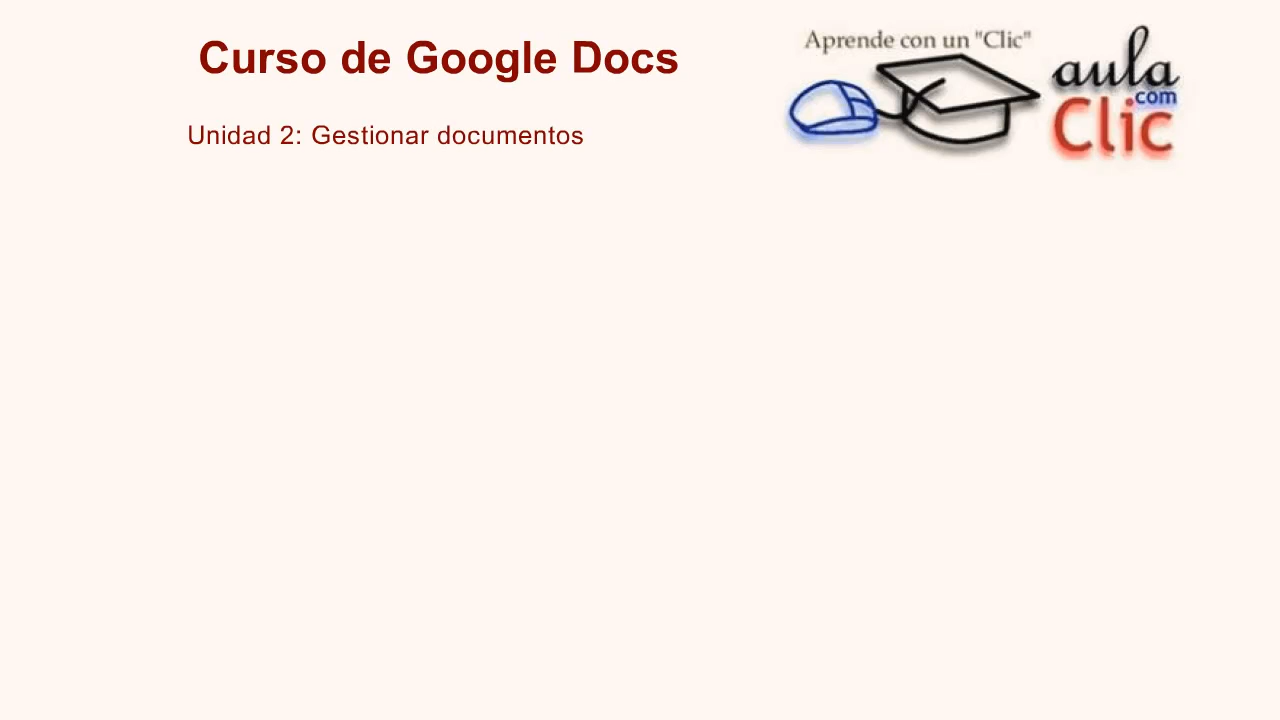 Curso de Google Docs
Unidad 2: Gestionar documentos
Aprende con un "Clic"
aula
com
Clic